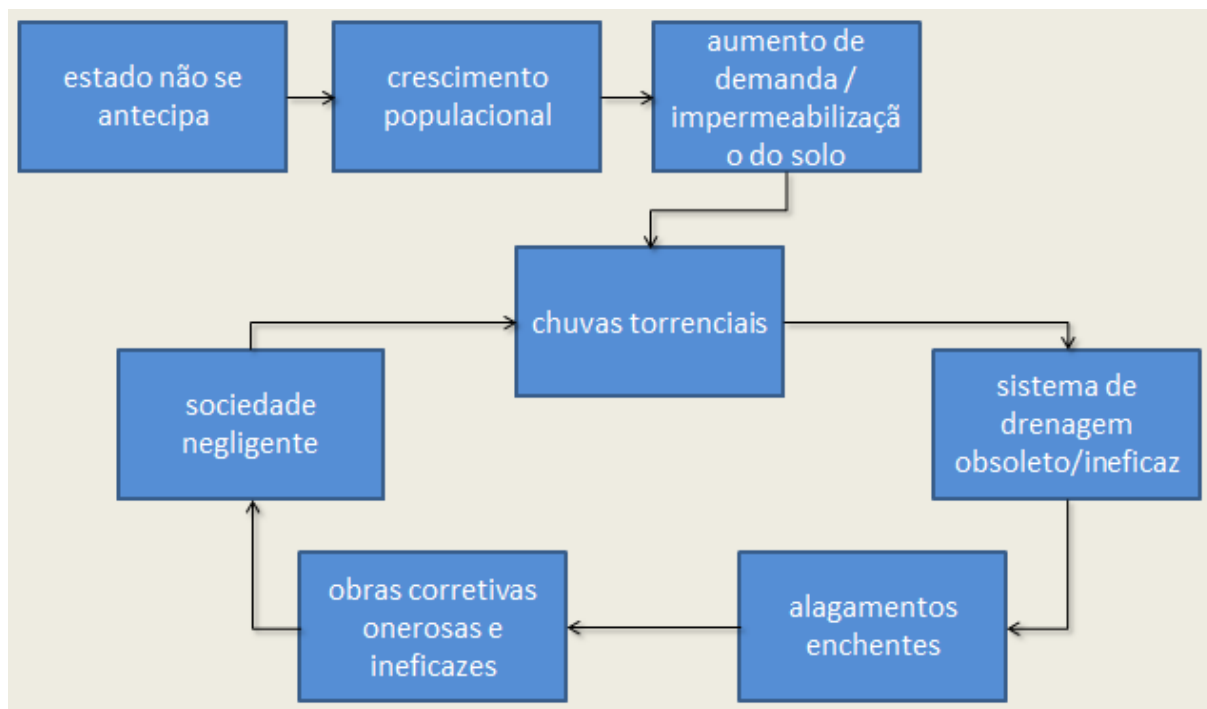 estado não se
antecipa
crescimento
populacional
aumento de
demanda /
impermeabilizaçã
o do solo
chuvas torrenciais
sociedade
negligente
sistema de
drenagem
obsoleto/ineficaz
obras corretivas
onerosas e
ineficazes
alagamentos
enchentes